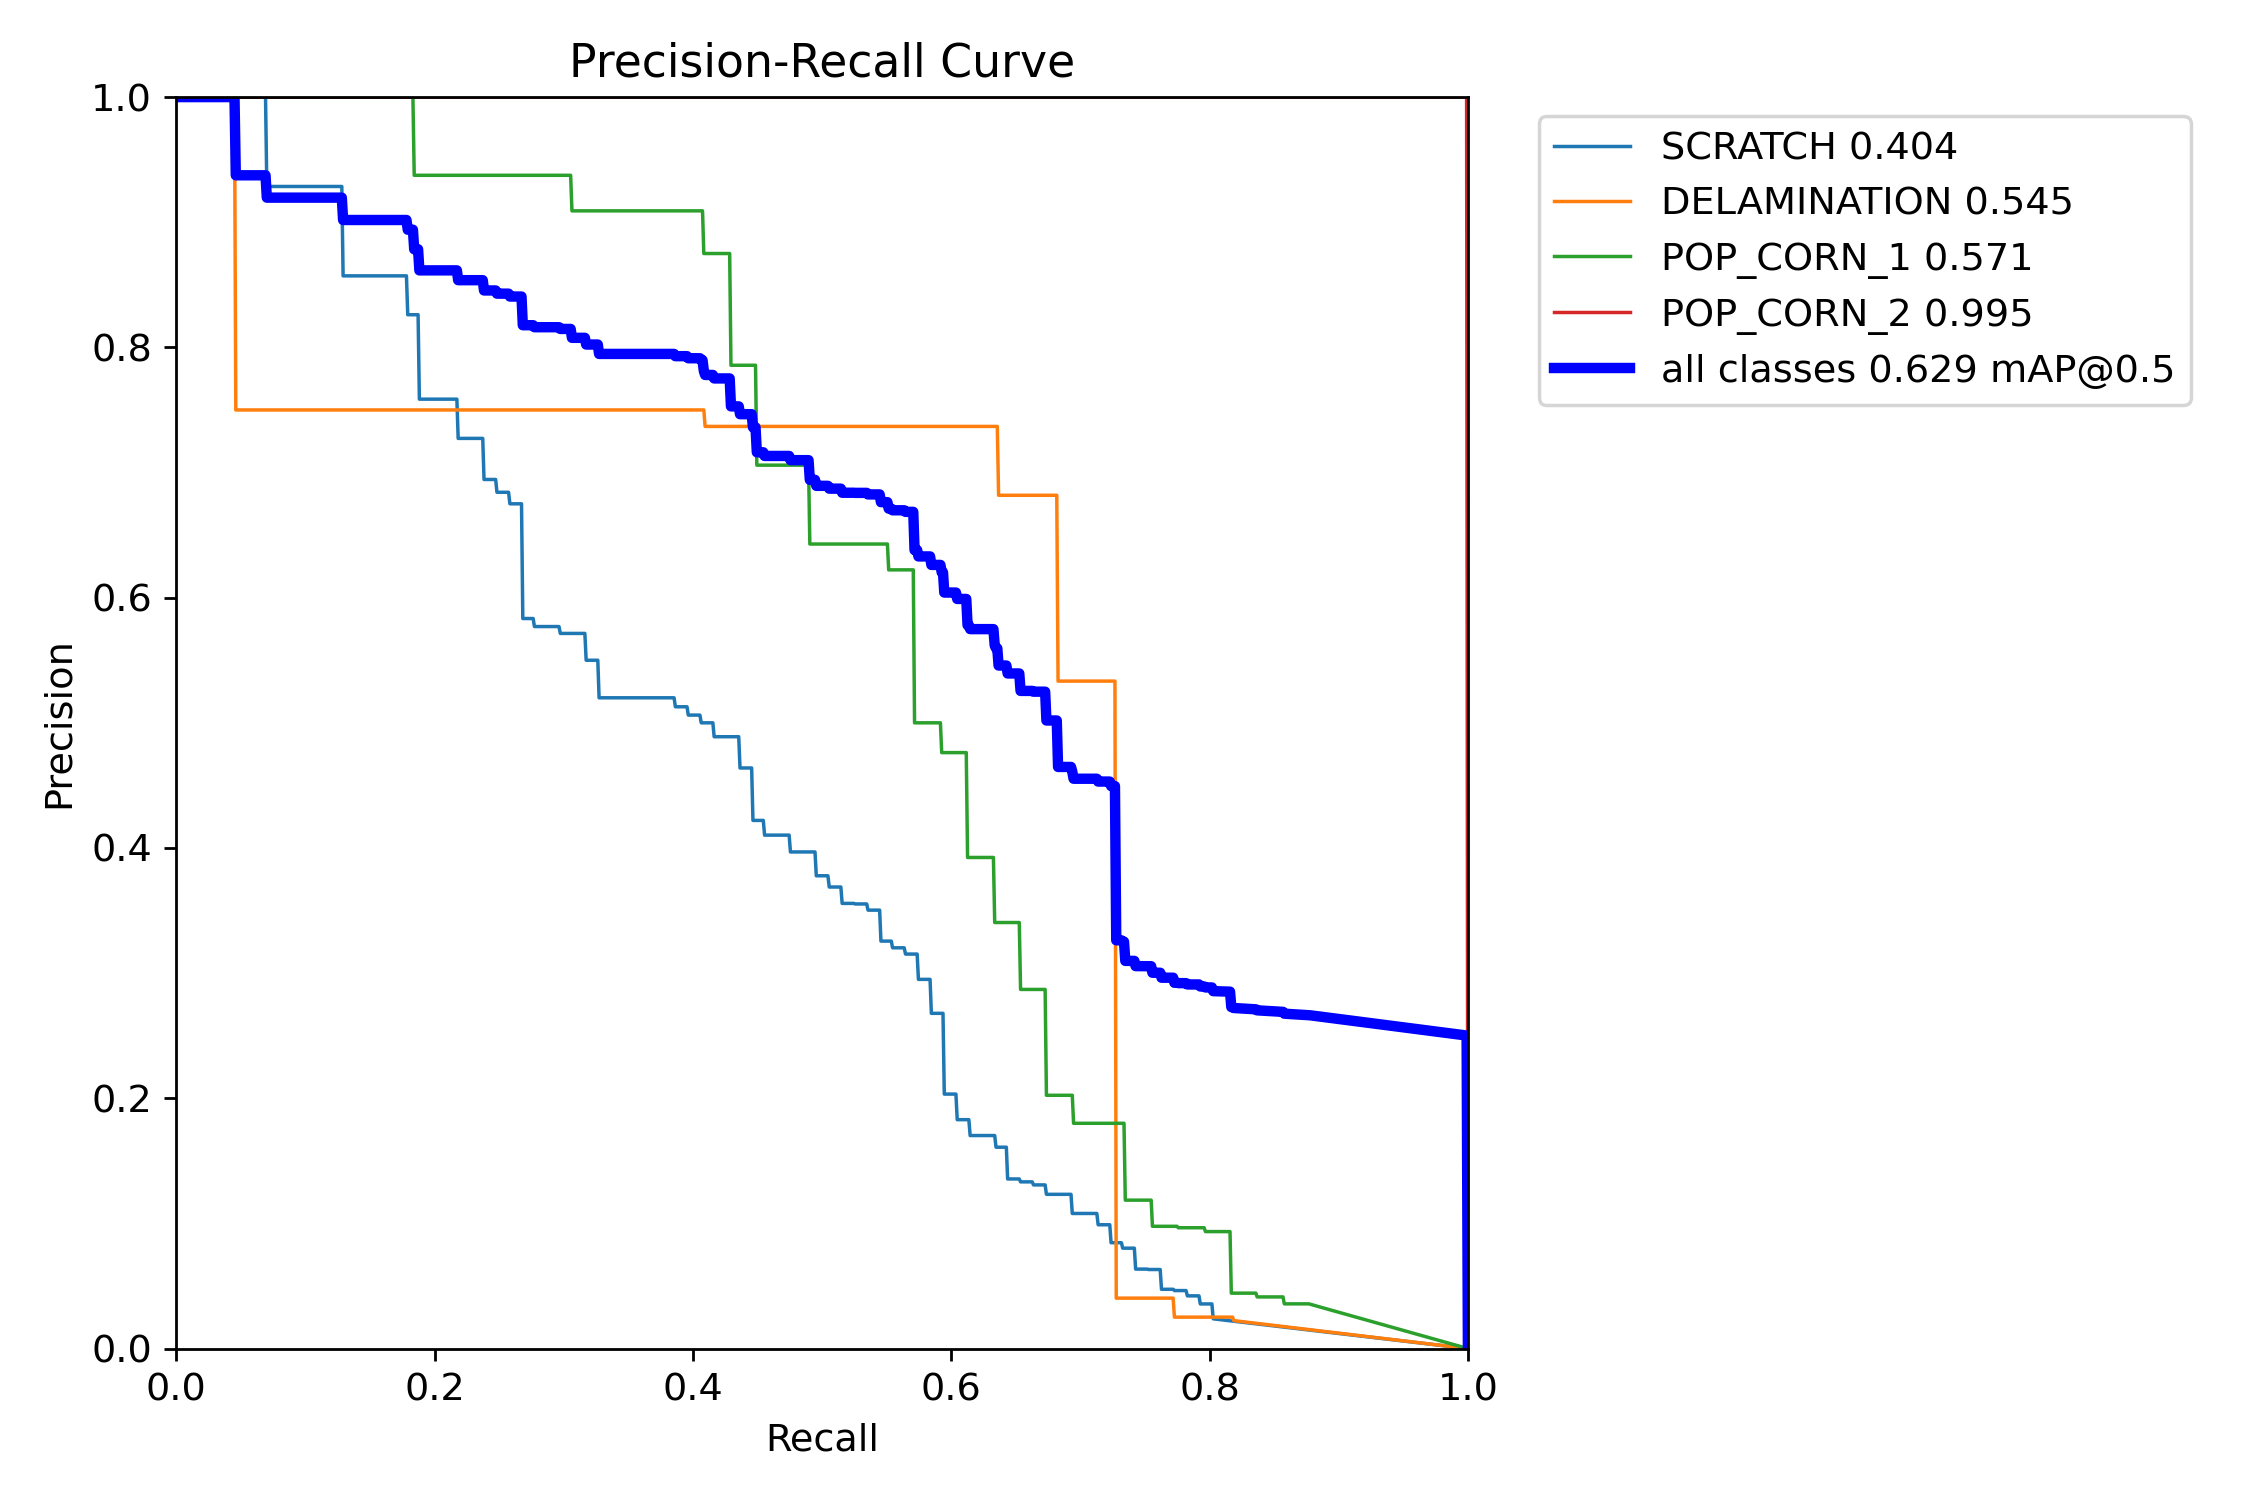 Precision-Recall Curve
1.0
0.8
0.6
0.4
0.2
0.0
Precision
0.0 0.2 0.4 0.6 0.8 1.0
Recall
SCRATCH 0.404
DELAMINATION 0.545
POP_CORN_1 0.571
POP_CORN_2 0.995
all classes 0.629 mAP@0.5